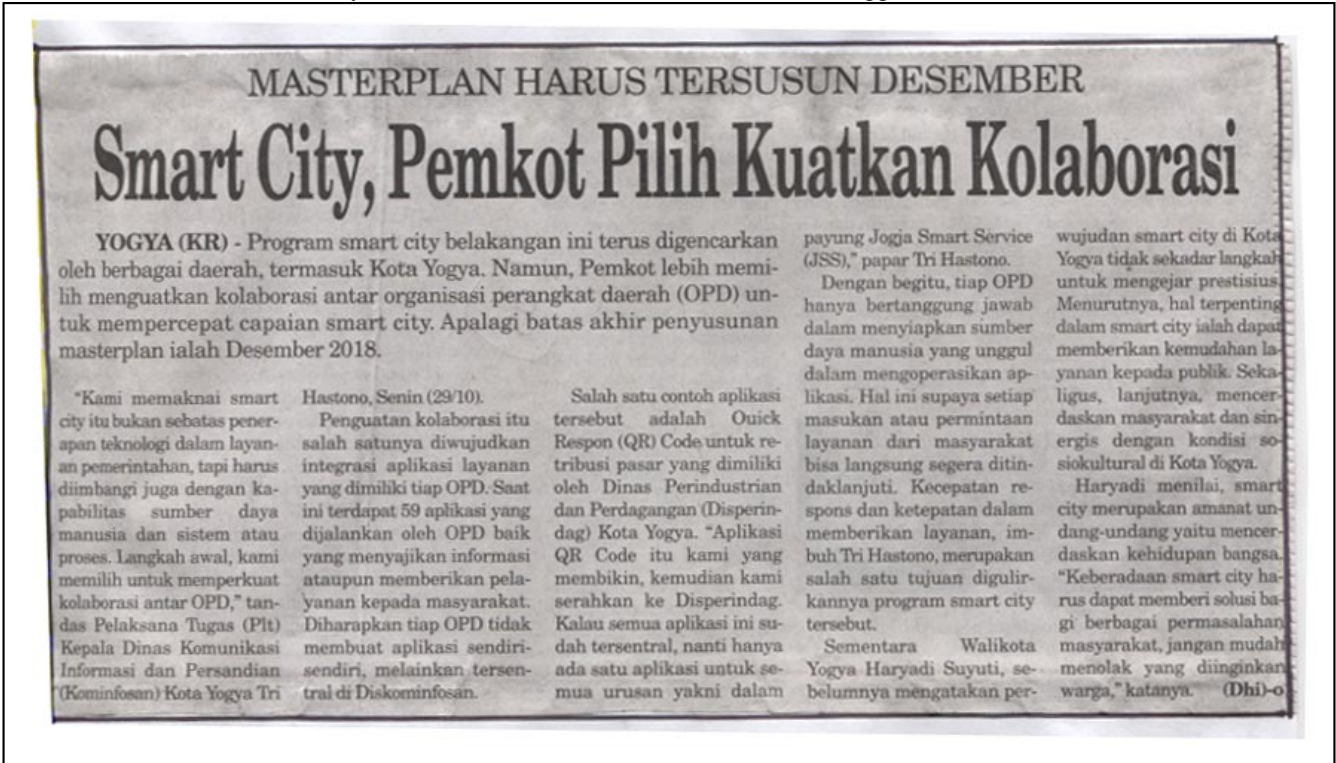 MASTERPLAN HARUS TERSUSUN DESEMBER
Smart City, Pemkot Pilih Kuatkan Kolaborasi
YOGYA (KR) - Program smart city belakangan ini terus digencarkan
oleh berbagai daerah, termasuk Kota Yogya. Namun, Pemkot lebih memi-
lih menguatkan kolaborasi antar organisasi perangkat daerah (OPD) un-
tuk mempercepat capaian smart city. Apalagi batas akhir penyusunan
masterplan ialah Desember 2018.
"Kami memaknai smart
city itu bukan sebatas pener-
apan teknologi dalam layan-
an pemerintahan, tapi harus
diimbangi juga dengan ka-
pabilitas sumber daya
manusia dan sistem atau
proses. Langkah awal, kami
memilih untuk memperkuat
kolaborasi antar OPD," tan-
das Pelaksana Tugas (Plt)
Kepala Dinas Komunikasi
Informasi dan Persandian
(Kominfosan) Kota Yogya Tri
Hastono, Senin (29/10).
Penguatan kolaborasi itu
salah satunya diwujudkan
integrasi aplikasi layanan
yang dimiliki tiap OPD. Saat
ini terdapat 59 aplikasi yang
dijalankan oleh OPD baik
yang menyajikan informasi
ataupun memberikan pela-
yanan kepada masyarakat.
Diharapkan tiap OPD tidak
membuat aplikasi sendiri-
sendiri, melainkan tersen-
tral di Diskominfosan.
Salah satu contoh aplikasi
tersebut adalah Ouick
Respon (QR) Code untuk re-
tribusi pasar yang dimiliki
oleh Dinas Perindustrian
dan Perdagangan (Disperin-
dag) Kota Yogya. "Aplikasi
QR Code itu kami yang
membikin, kemudian kami
serahkan ke Disperindag.
Kalau semua aplikasi ini su-
dah tersentral, nanti hanya
ada satu aplikasi untuk se-
mua urusan yakni dalam
payung Jogja Smart Service
(JSS)," papar Tri Hastono.
Dengan begitu, tiap OPD
hanya bertanggung jawab
dalam menyiapkan sumber
daya manusia yang unggul
dalam mengoperasikan ap-
likasi. Hal ini supaya setiap
masukan atau permintaan
layanan dari masyarakat
bisa langsung segera ditin-
daklanjuti. Kecepatan re-
spons dan ketepatan dalam
memberikan layanan, im-
buh Tri Hastono, merupakan
salah satu tujuan digulir-
kannya program smart city
tersebut.
Sementara Walikota
Yogya Haryadi Suyuti, se-
belumnya mengatakan per-
wujudan smart city di Kota
Yogya tidak sekadar langkah
untuk mengejar prestisius.
Menurutnya, hal terpenting
dalam smart city ialah dapat
memberikan kemudahan la-
yanan kepada publik. Seka-
ligus, lanjutnya, mencer-
daskan masyarakat dan sin-
ergis dengan kondisi so-
siokultural di Kota Yogya.
Haryadi menilai, smart
city merupakan amanat un-
dang-undang yaitu mencer-
daskan kehidupan bangsa.
"Keberadaan smart city ha-
rus dapat memberi solusi ba-
gi berbagai permasalahan
masyarakat, jangan mudah
menolak yang diinginkan
warga," katanya. (Dhi)-o